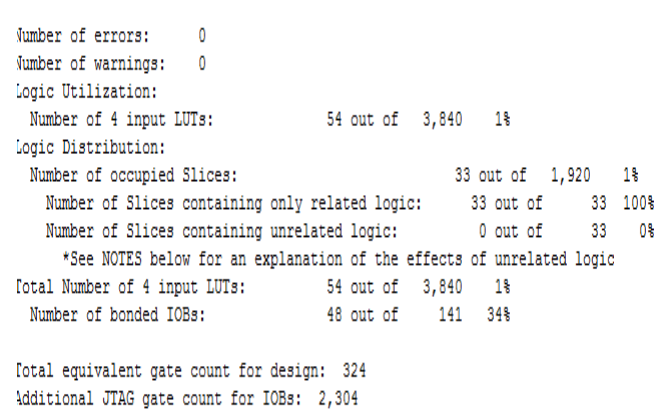 Number of errors: 0
Number of warnings: 0
Logic Utilization:
Number of 4 input LUTs: 54 out of 3,840 1%
Logic Distribution:
Number of occupied Slices: 33 out of 1,920 1%
Number of Slices containing only related logic: 33 out of 33 100%
Number of Slices containing unrelated logic: 0 out of 33 0%
*See NOTES below for an explanation of the effects of unrelated logic
Total Number of 4 input LUTs: 54 out of 3,840 1%
Number of bonded IOBs: 48 out of 141 34%
Total equivalent gate count for design: 324
Additional JTAG gate count for IOBs: 2,304